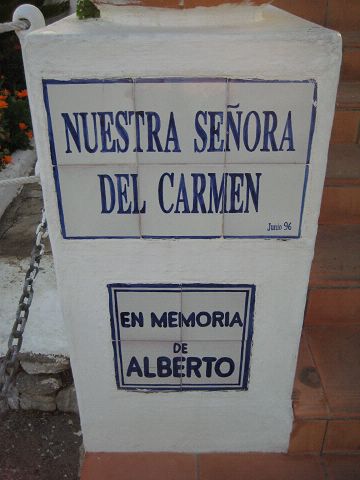 NUESTRA SEÑORA
DEL CARMEN
Junio 96
EN MEMORIA
DE
ALBERTO